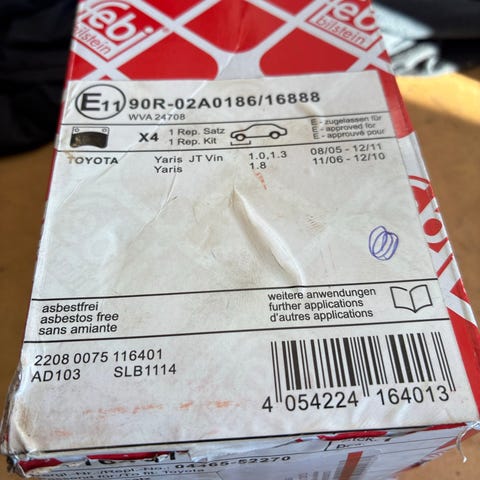 febi
bilstein
febi
bilstein
E11 90R-02A0186/16888
WVA 24708
X4 1 Rep. Satz
1 Rep. Kit
E - zugelassen für
E - approved for
E - approuvé pour
TOYOTA Yaris JT Vin 1.0,1.3 08/05 - 12/11
Yaris 1.8 11/06 - 12/10
asbestfrei
asbestos free
sans amiante
weitere anwendungen
further applications
d'autres applications
2208 0075 116401
AD103 SLB1114
4 054224 164013
04465-52270